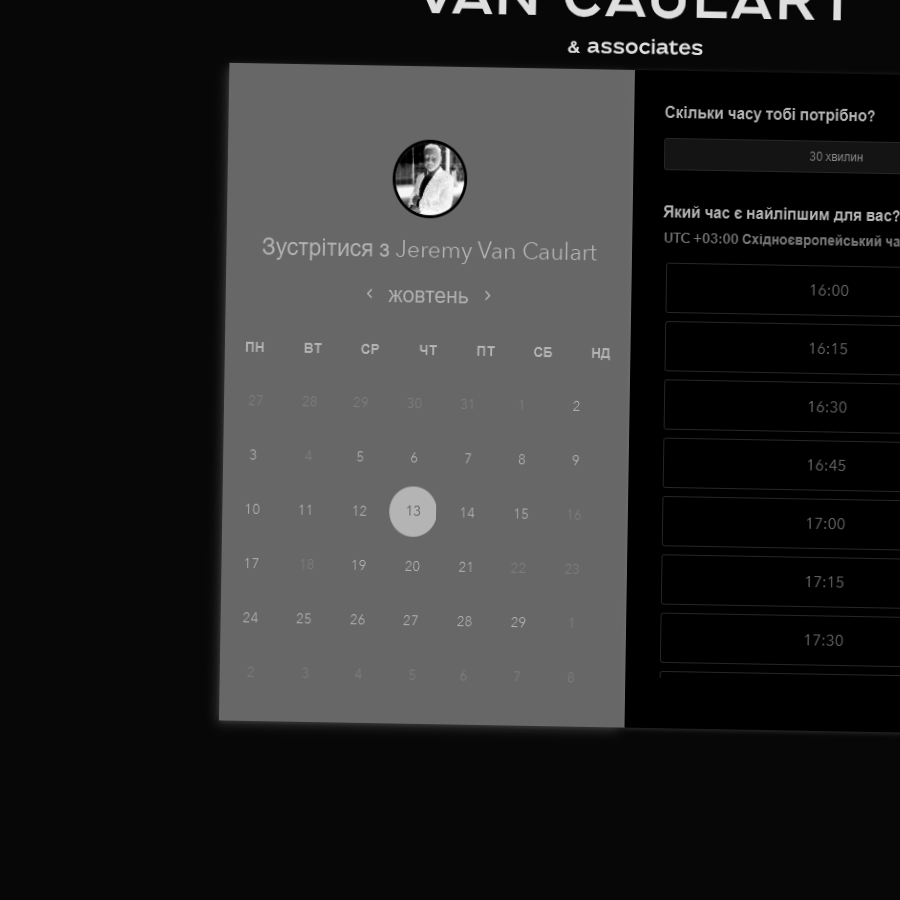 VAN CAULART
& associates
Зустрітися з Jeremy Van Caulart
‹ жовтень ›
ПН ВТ СР ЧТ ПТ СБ НД
27 28 29 30 31 1 2
3 4 5 6 7 8 9
10 11 12 13 14 15 16
17 18 19 20 21 22 23
24 25 26 27 28 29 1
2 3 4 5 6 7 8
Скільки часу тобі потрібно?
30 хвилин
Який час є найліпшим для вас?
UTC +03:00 Східноєвропейський
16:00
16:15
16:30
16:45
17:00
17:15
17:30